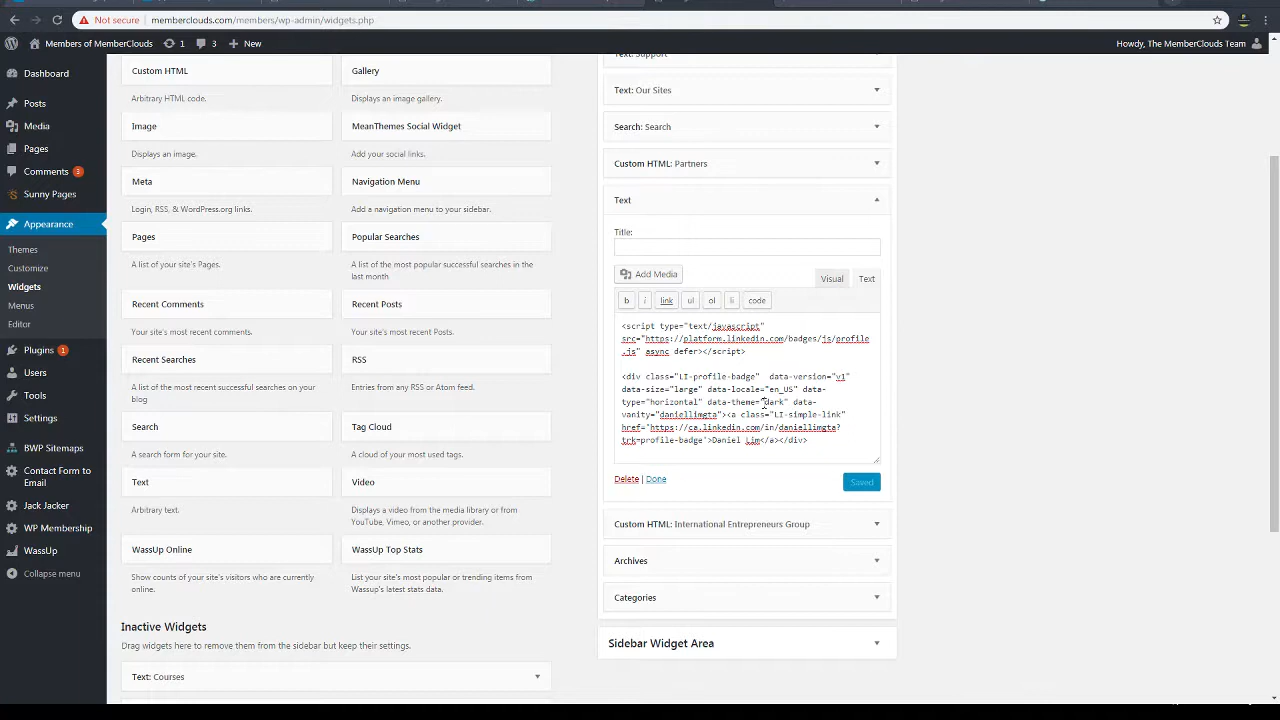 Not secure memberclouds.com/members/wp-admin/widgets.php
Members of MemberClouds 1 3 New Howdy, The MemberClouds Team
Dashboard
Posts
Media
Pages
Comments 3
Sunny Pages
Appearance
Themes
Customize
Widgets
Menus
Editor
Plugins 1
Users
Tools
Settings
BWP Sitemaps
Contact Form to
Email
Jack Jacker
WP Membership
WassUp
Collapse menu
Custom HTML
Arbitrary HTML code.
Gallery
Displays an image gallery.
Image
Displays an image.
MeanThemes Social Widget
Add your social links.
Meta
Login, RSS, & WordPress.org links.
Navigation Menu
Add a navigation menu to your sidebar.
Pages
A list of your site's Pages.
Popular Searches
A list of the most popular successful searches in the
last month
Recent Comments
Your site's most recent comments.
Recent Posts
Your site's most recent Posts.
Recent Searches
A list of the most recent successful searches on your
blog
RSS
Entries from any RSS or Atom feed.
Search
A search form for your site.
Tag Cloud
A cloud of your most used tags.
Text
Arbitrary text.
Video
Displays a video from the media library or from
YouTube, Vimeo, or another provider.
WassUp Online
Show counts of your site's visitors who are currently
online.
WassUp Top Stats
List your site's most popular or trending items from
Wassup's latest stats data.
Inactive Widgets
Drag widgets here to remove them from the sidebar but keep their settings.
Text: Courses
Text: Support
Text: Our Sites
Search: Search
Custom HTML: Partners
Text
Title:
Add Media
Visual Text
b i link ul ol li code
<script type="text/javascript"
src="https://platform.linkedin.com/badges/js/profile
.js" async defer></script>
<div class="LI-profile-badge"  data-version="v1"
data-size="large" data-locale="en_US" data-
type="horizontal" data-theme="dark" data-
vanity="daniellimgta"><a class="LI-simple-link"
href='https://ca.linkedin.com/in/daniellimgta?
trk=profile-badge'>Daniel Lim</a></div>
Delete | Done Saved
Custom HTML: International Entrepreneurs Group
Archives
Categories
Sidebar Widget Area